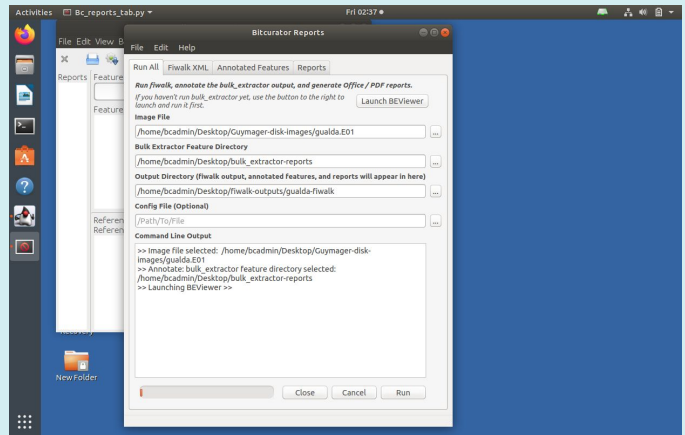 Activities
Bc_reports_tab.py
Fri 02:37
Bitcurator Reports
File Edit View B
File Edit Help
Reports
Feature
Feature
Referen
Referen
Run All
Fiwalk XML
Annotated Features
Reports
Run fiwalk, annotate the bulk_extractor output, and generate Office / PDF reports.
If you haven't run bulk_extractor yet, use the button to the right to
launch and run it first.
Launch BEViewer
Image File
/home/bcadmin/Desktop/Guymager-disk-images/gualda.E01
...
Bulk Extractor Feature Directory
/home/bcadmin/Desktop/bulk_extractor-reports
...
Output Directory (fiwalk output, annotated features, and reports will appear in here)
/home/bcadmin/Desktop/fiwalk-outputs/gualda-fiwalk
...
Config File (Optional)
/Path/To/File
...
Command Line Output
>> Image file selected: /home/bcadmin/Desktop/Guymager-disk-
images/gualda.E01
>> Annotate: bulk_extractor feature directory selected:
/home/bcadmin/Desktop/bulk_extractor-reports
>> Launching BEViewer >>
Close
Cancel
Run
New Folder